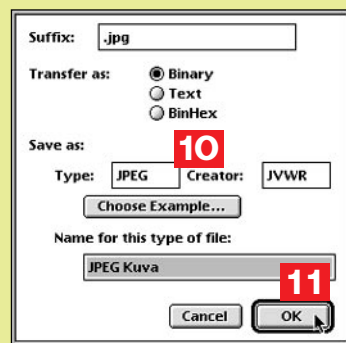 Suffix: .jpg
Transfer as: Binary
Text
BinHex
Save as:
10
Type: JPEG Creator: JVWR
Choose Example...
Name for this type of file:
JPEG Kuva
11
Cancel OK